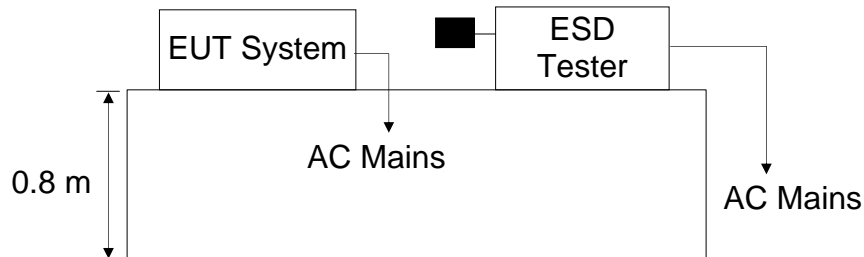 EUT System
ESD
Tester
AC Mains
0.8 m
AC Mains